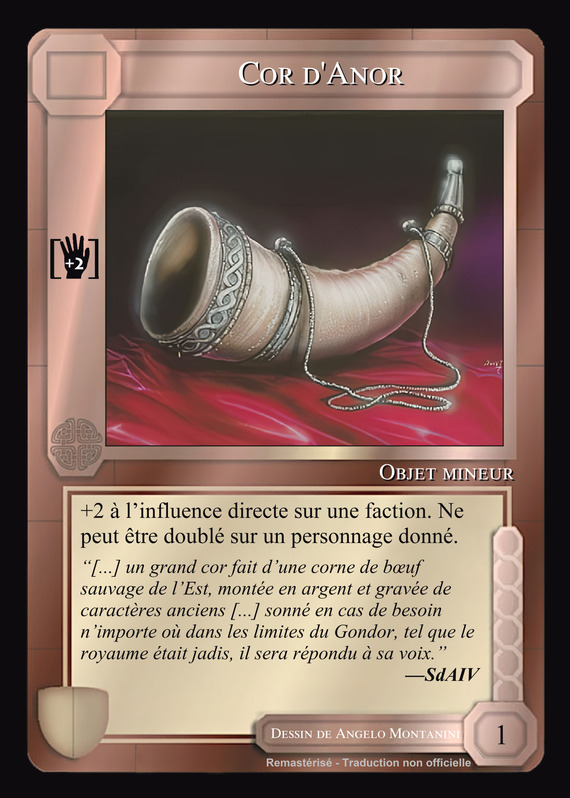 Cor d'Anor
[+2]
Objet mineur
+2 à l'influence directe sur une faction. Ne
peut être doublé sur un personnage donné.
“[...] un grand cor fait d'une corne de bœuf
sauvage de l'Est, montée en argent et gravée de
caractères anciens [...] sonné en cas de besoin
n'importe où dans les limites du Gondor, tel que le
royaume était jadis, il sera répondu à sa voix.”
—SdAIV
Dessin de Angelo Montanini
1
Remastérisé - Traduction non officielle